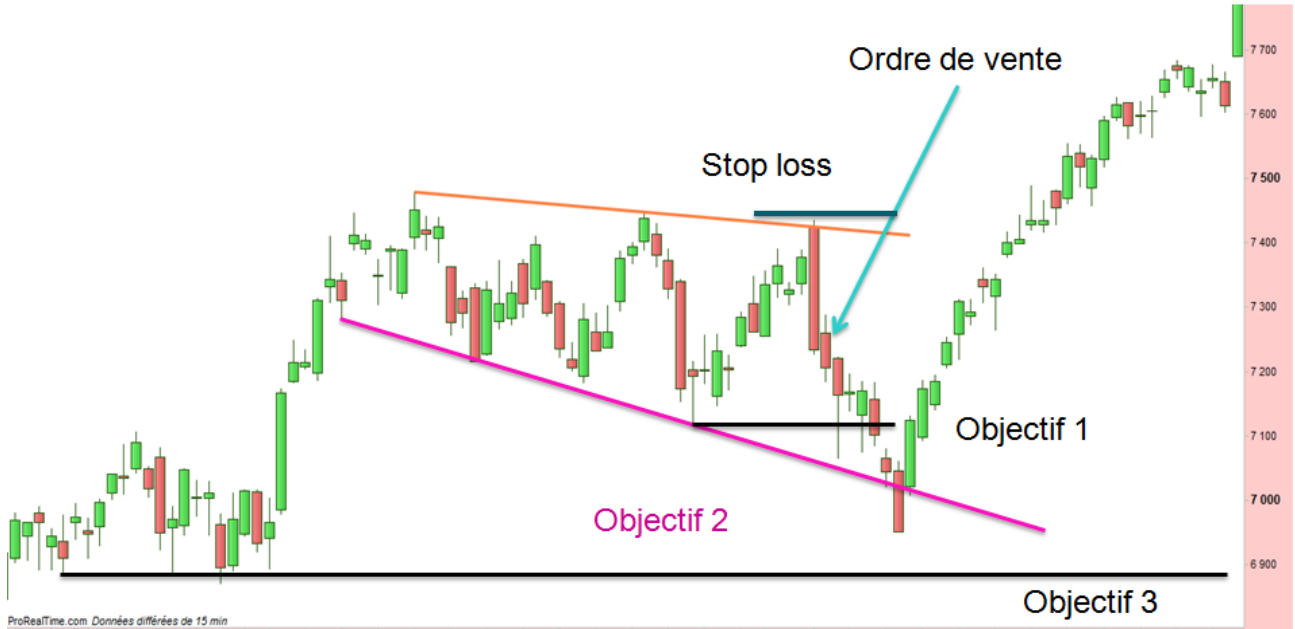 Ordre de vente
Stop loss
Objectif 1
Objectif 2
Objectif 3
7 700
7 600
7 500
7 400
7 300
7 200
7 100
7 000
6 900
ProRealTime.com Données différées de 15 min